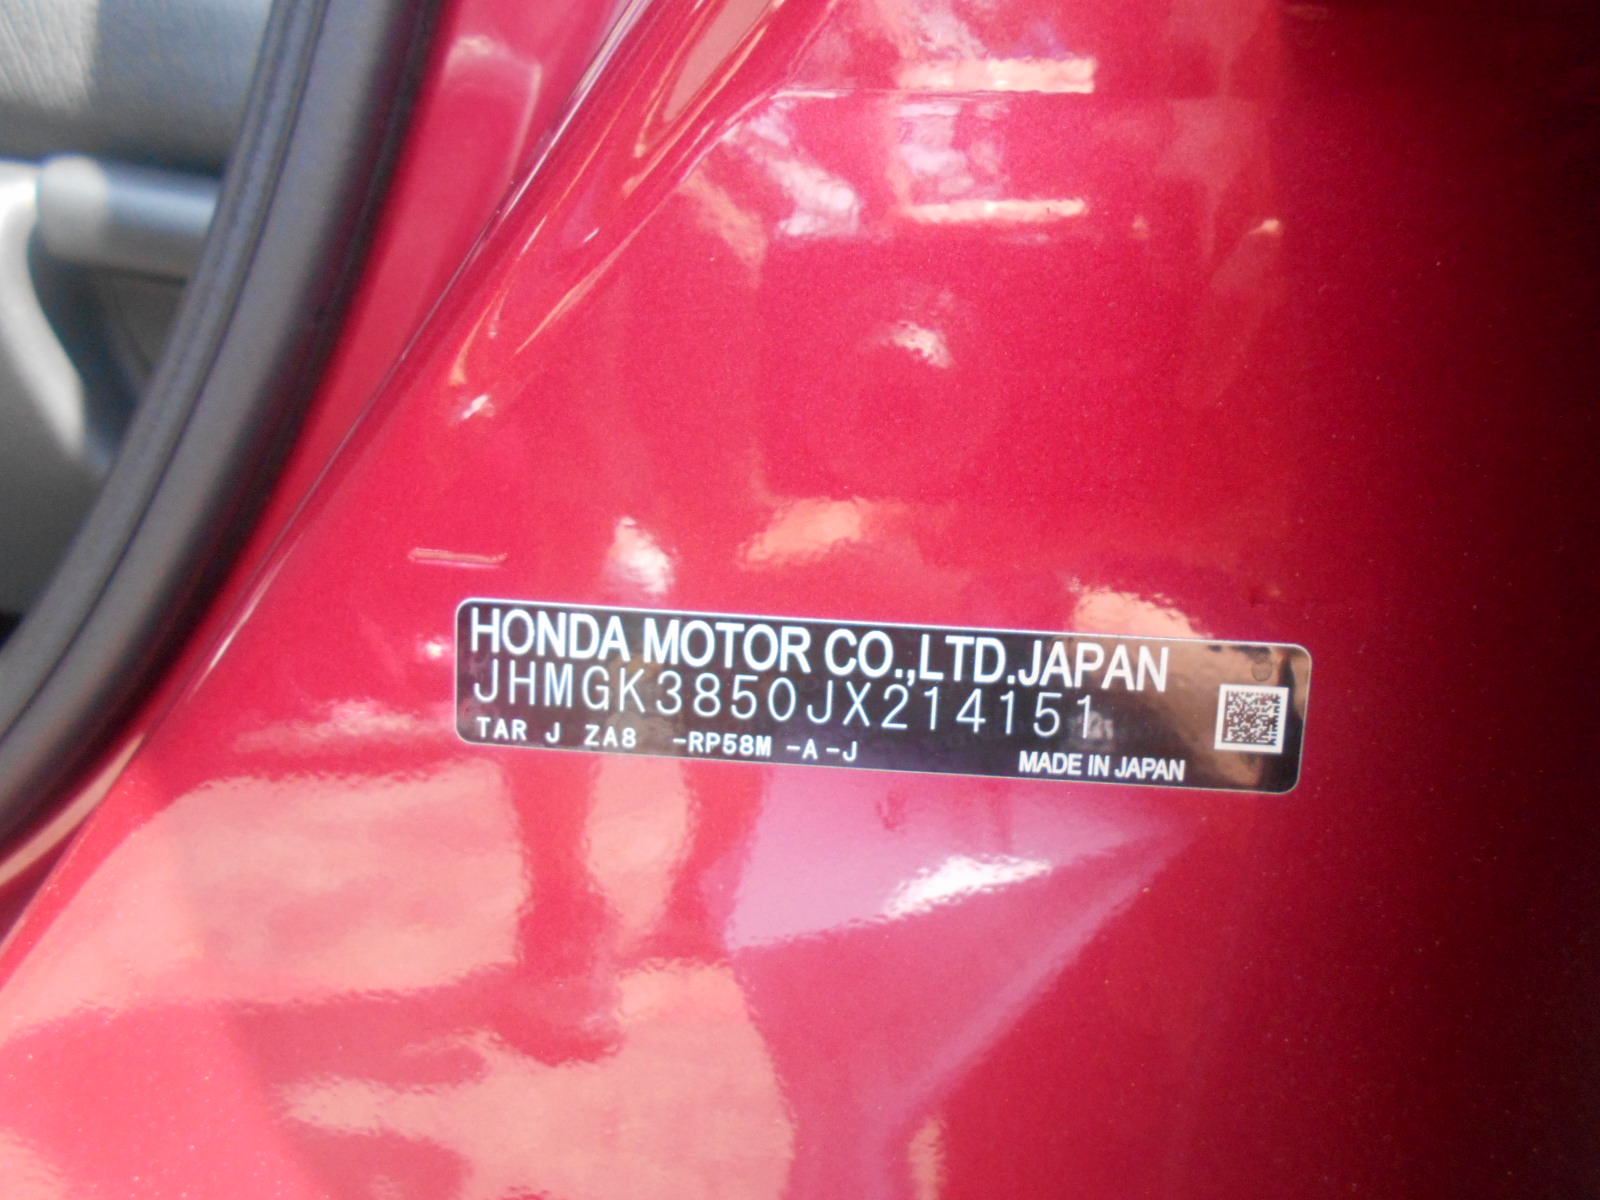 HONDA MOTOR CO.,LTD.JAPAN
JHMGK3850JX214151
TAR J ZA8 -RP58M -A-J
MADE IN JAPAN